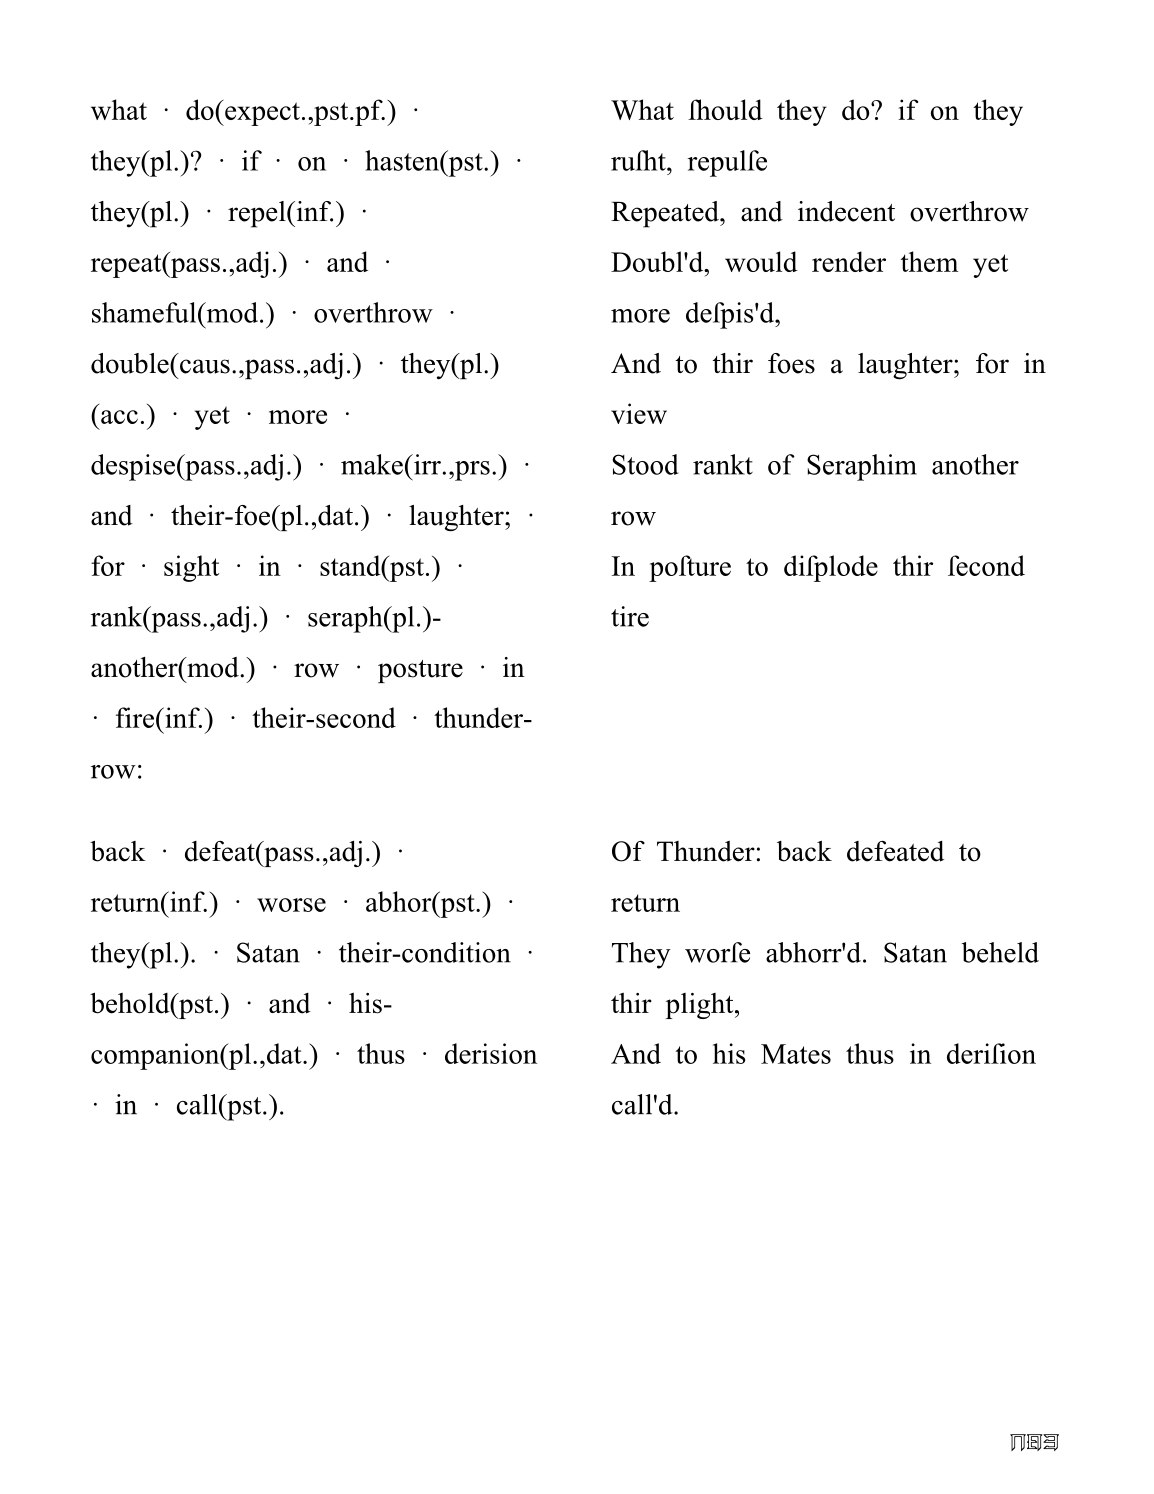 what · do(expect.,pst.pf.) ·
they(pl.)? · if · on · hasten(pst.) ·
they(pl.) · repel(inf.) ·
repeat(pass.,adj.) · and ·
shameful(mod.) · overthrow ·
double(caus.,pass.,adj.) · they(pl.)
(acc.) · yet · more ·
despise(pass.,adj.) · make(irr.,prs.) ·
and · their-foe(pl.,dat.) · laughter; ·
for · sight · in · stand(pst.) ·
rank(pass.,adj.) · seraph(pl.)-
another(mod.) · row · posture · in
· fire(inf.) · their-second · thunder-
row:
What ſhould they do? if on they
ruſht, repulſe
Repeated, and indecent overthrow
Doubl'd, would render them yet
more deſpis'd,
And to thir foes a laughter; for in
view
Stood rankt of Seraphim another
row
In poſture to diſplode thir ſecond
tire
back · defeat(pass.,adj.) ·
return(inf.) · worse · abhor(pst.) ·
they(pl.). · Satan · their-condition ·
behold(pst.) · and · his-
companion(pl.,dat.) · thus · derision
· in · call(pst.).
Of Thunder: back defeated to
return
They worſe abhorr'd. Satan beheld
thir plight,
And to his Mates thus in deriſion
call'd.